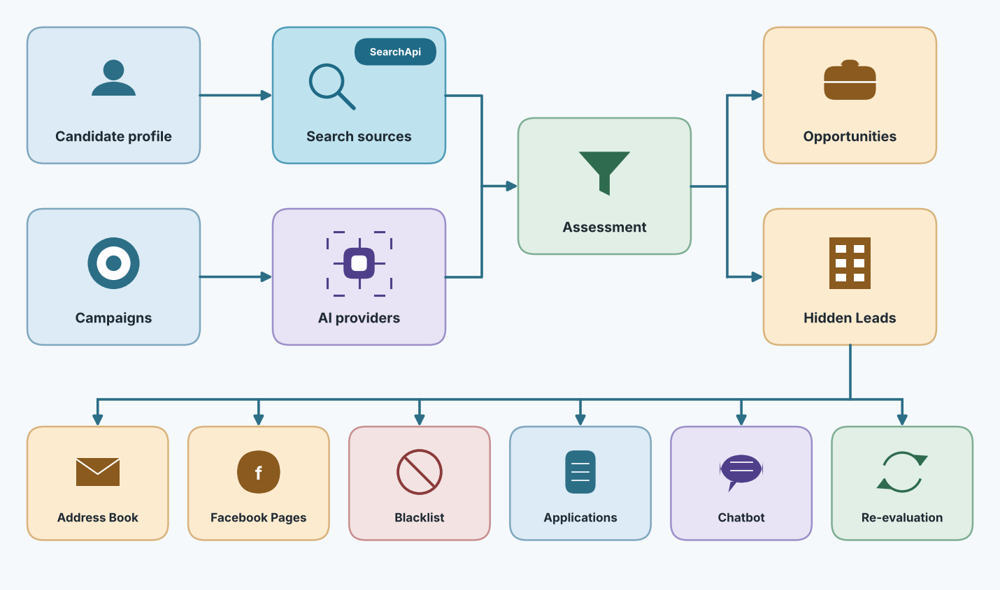 SearchApi
Candidate profile
Search sources
Opportunities
Assessment
Campaigns
AI providers
Hidden Leads
f
Address Book
Facebook Pages
Blacklist
Applications
Chatbot
Re-evaluation